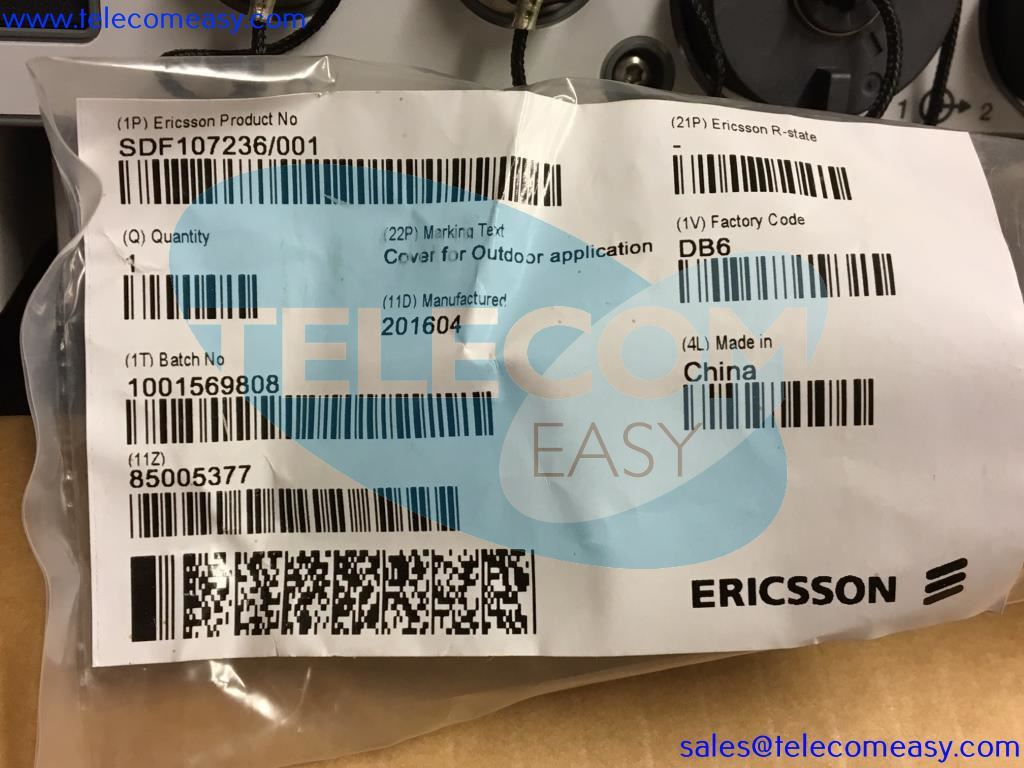 www.telecomeasy.com
(1P) Ericsson Product No
SDF107236/001
(21P) Ericsson R-state
-
(Q) Quantity
1
(22P) Marking Text
Cover for Outdoor application
(1V) Factory Code
DB6
(11D) Manufactured
201604
(1T) Batch No
1001569808
(4L) Made in
China
(11Z)
85005377
TELECOM
EASY
ERICSSON
1
2
sales@telecomeasy.com